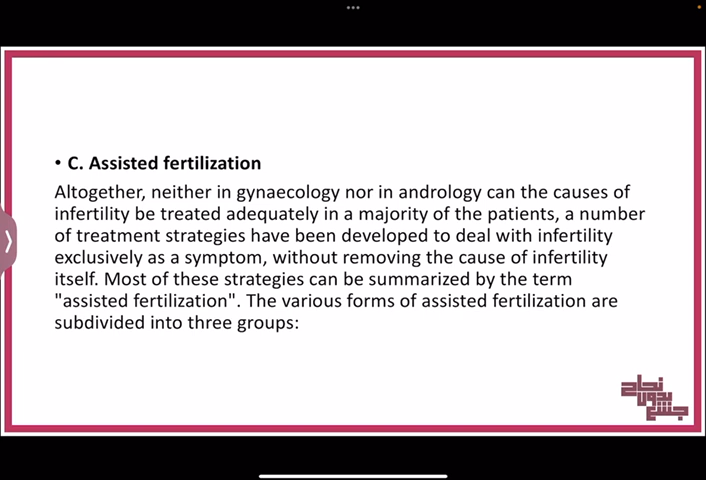 • C. Assisted fertilization
Altogether, neither in gynaecology nor in andrology can the causes of
infertility be treated adequately in a majority of the patients, a number
of treatment strategies have been developed to deal with infertility
exclusively as a symptom, without removing the cause of infertility
itself. Most of these strategies can be summarized by the term
"assisted fertilization". The various forms of assisted fertilization are
subdivided into three groups:
نجاح
بدون
جشع